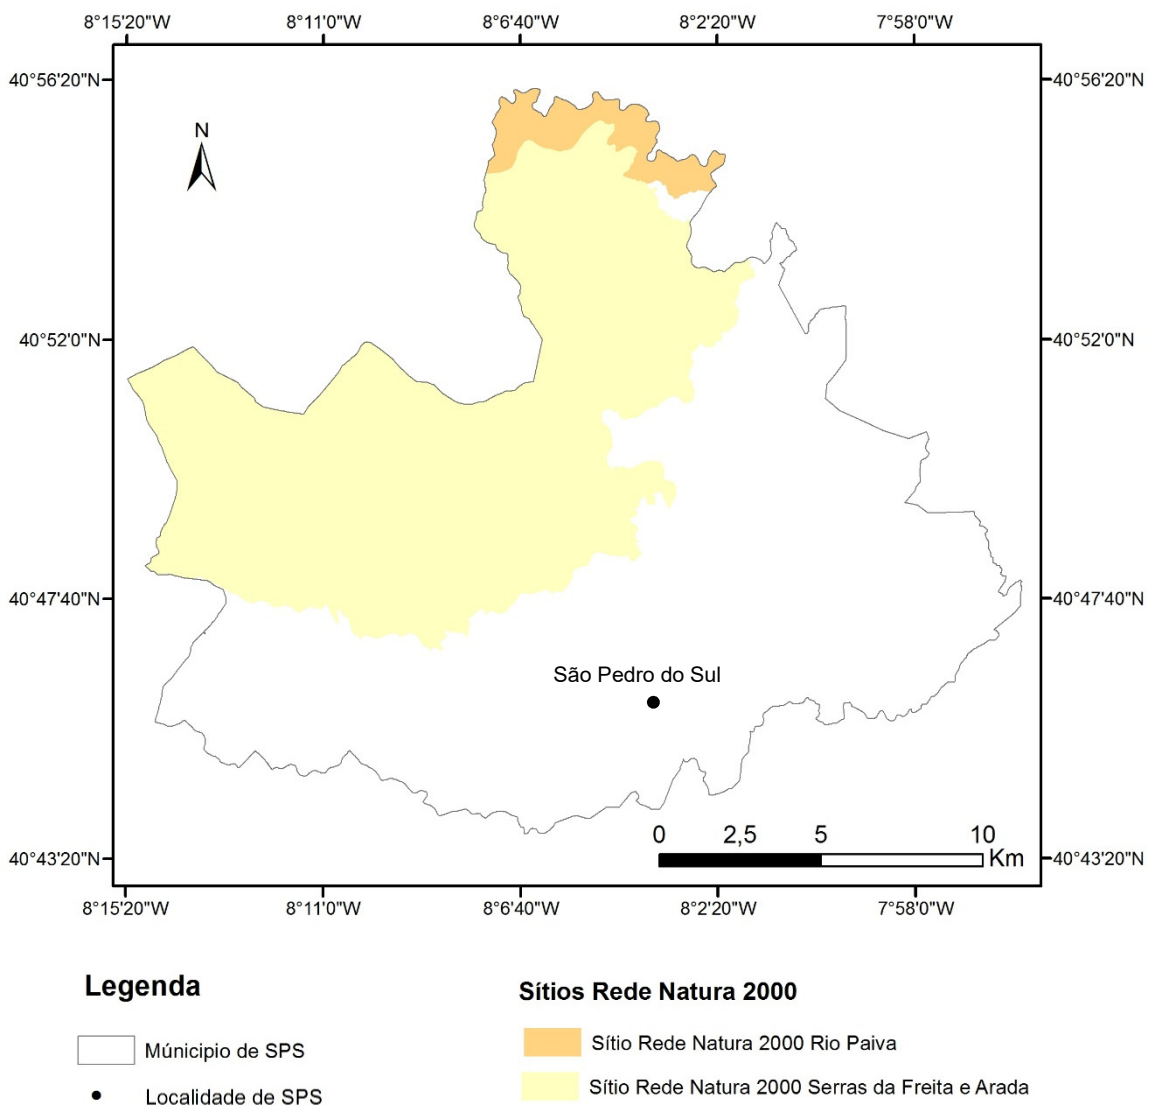 8°15'20"W 8°11'0"W 8°6'40"W 8°2'20"W 7°58'0"W
40°56'20"N 40°56'20"N
N
40°52'0"N 40°52'0"N
40°47'40"N 40°47'40"N
São Pedro do Sul
0 2,5 5 10
Km
40°43'20"N 40°43'20"N
8°15'20"W 8°11'0"W 8°6'40"W 8°2'20"W 7°58'0"W
Legenda
Múnicipio de SPS
Localidade de SPS
Sítios Rede Natura 2000
Sítio Rede Natura 2000 Rio Paiva
Sítio Rede Natura 2000 Serras da Freita e Arada